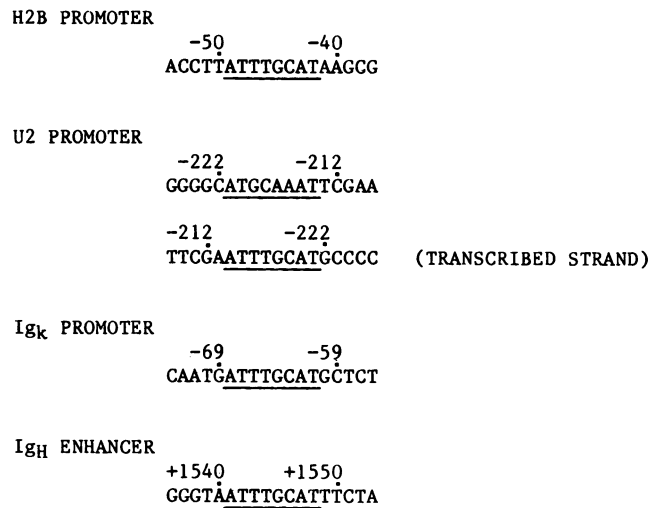 H2B PROMOTER
-50 -40
ACCTTATTTGCATAAGCG
U2 PROMOTER
-222 -212
GGGGCATGCAAATTCGAA
-212 -222
TTCGAATTTGCATGCCCC (TRANSCRIBED STRAND)
Igk PROMOTER
-69 -59
CAATGATTTGCATGCTCT
IgH ENHANCER
+1540 +1550
GGGTAATTTGCATTTCTA